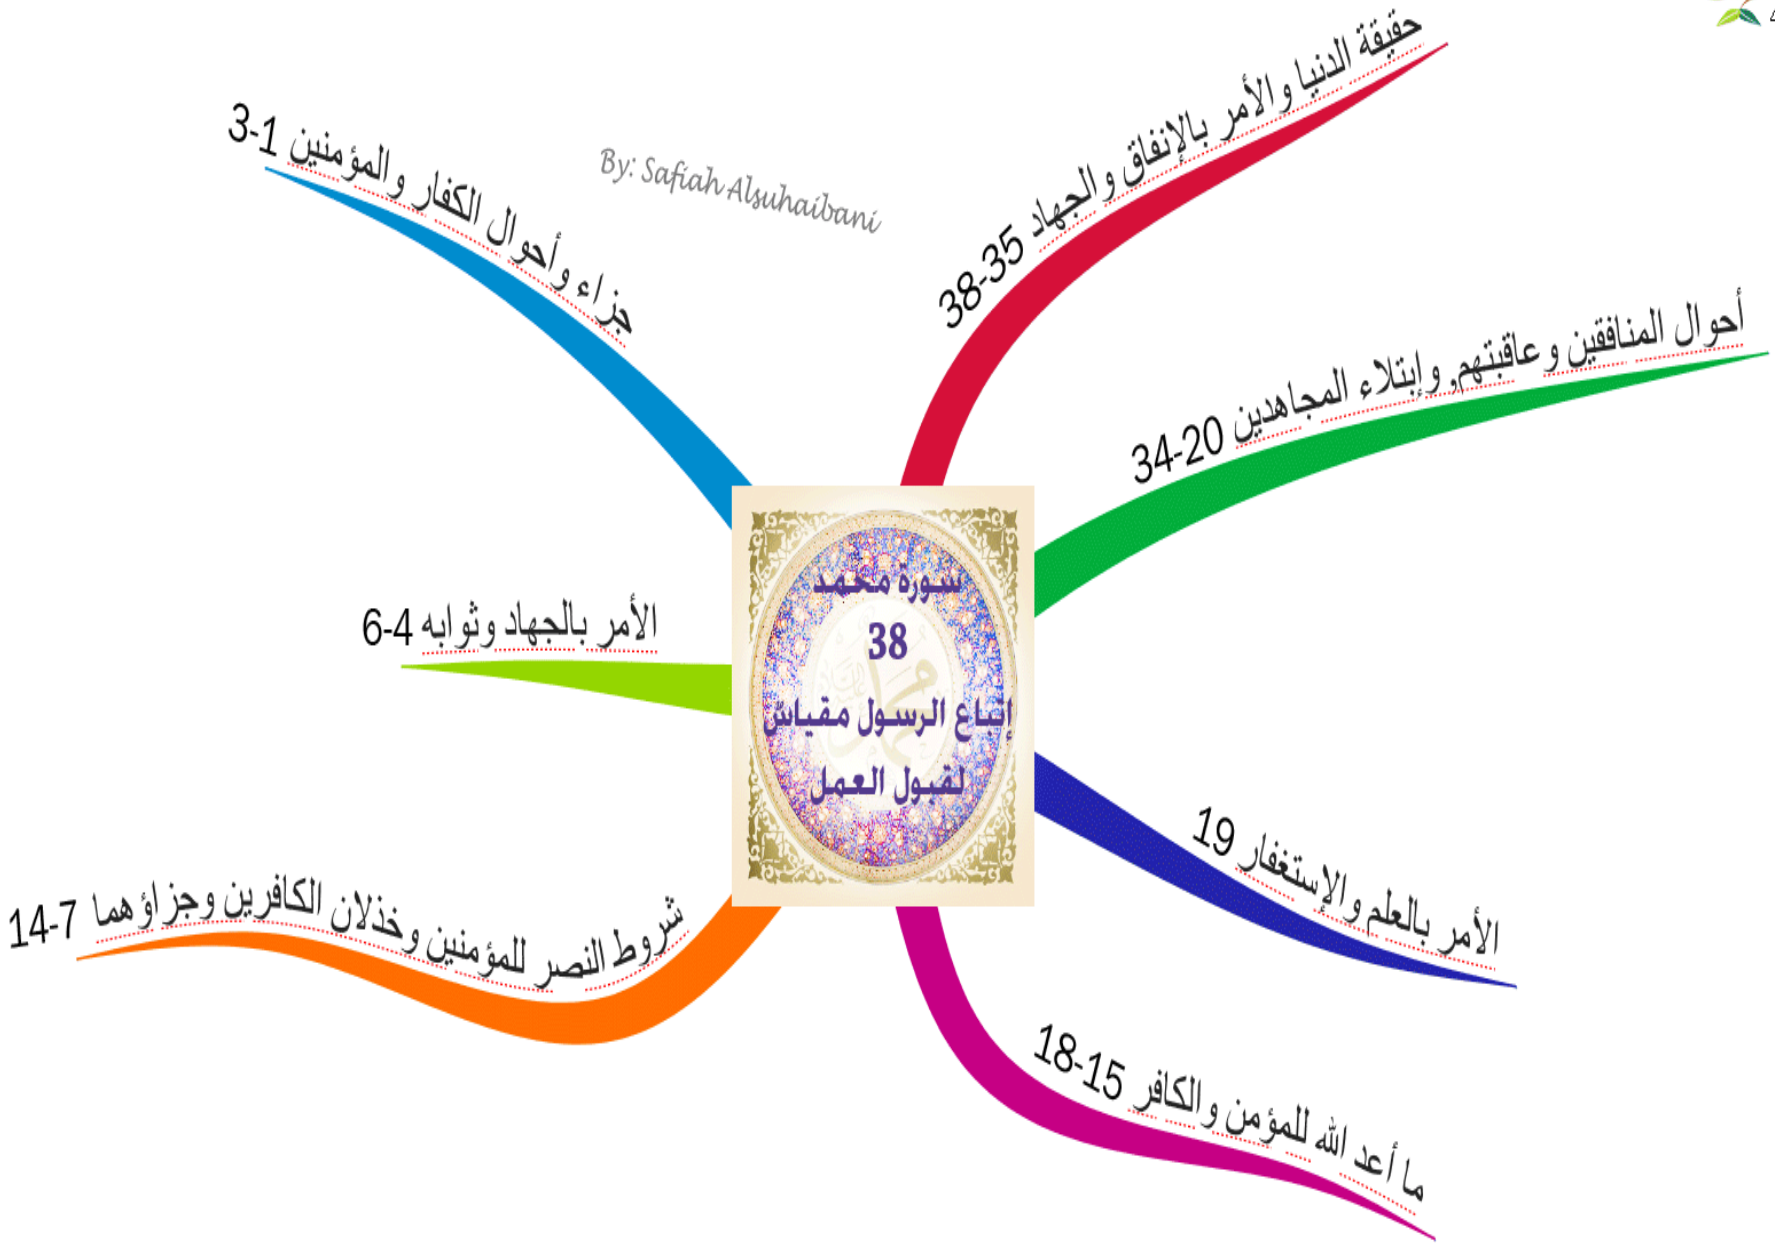 By: Safiah Alsuhaibani
سورة محمد
38
إتباع الرسول مقياس
لقبول العمل
حقيقة الدنيا والأمر بالإنفاق والجهاد 35-38
أحوال المنافقين وعاقبتهم, وإبتلاء المجاهدين 20-34
الأمر بالعلم والإستغفار 19
ما أعد الله للمؤمن والكافر 15-18
شروط النصر للمؤمنين وخذلان الكافرين وجزاؤهما 7-14
الأمر بالجهاد وثوابه 4-6
جزاء وأحوال الكفار والمؤمنين 1-3